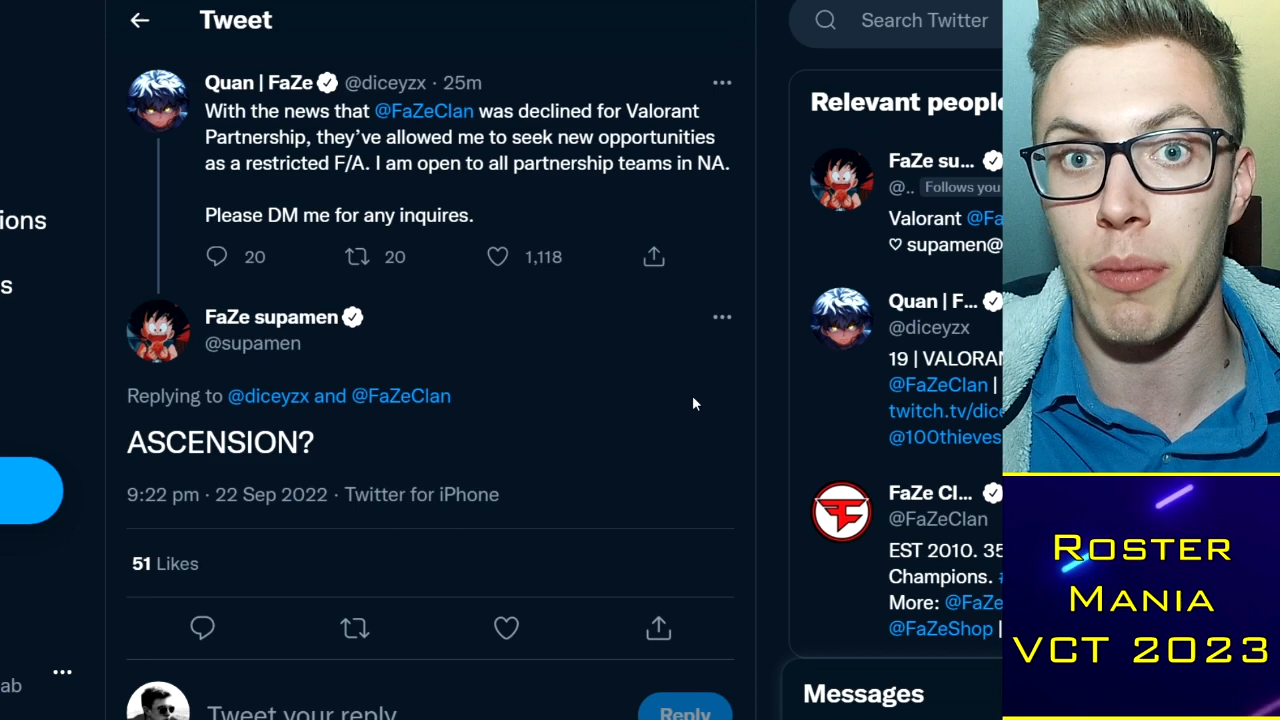 Tweet
Quan | FaZe @diceyzx · 25m
With the news that @FaZeClan was declined for Valorant
Partnership, they've allowed me to seek new opportunities
as a restricted F/A. I am open to all partnership teams in NA.
Please DM me for any inquires.
20 20 1,118
FaZe supamen
@supamen
Replying to @diceyzx and @FaZeClan
ASCENSION?
9:22 pm · 22 Sep 2022 · Twitter for iPhone
51 Likes
Tweet your reply
Reply
ions
s
ab
Search Twitter
Relevant people
FaZe su...
@.. Follows you
Valorant @Fa
♡ supamen@
Quan | F...
@diceyzx
19 | VALORAN
@FaZeClan |
twitch.tv/dice
@100thieves
FaZe Cl...
@FaZeClan
EST 2010. 35
Champions. #
More: @FaZe
@FaZeShop |
Messages
ROSTER
MANIA
VCT 2023